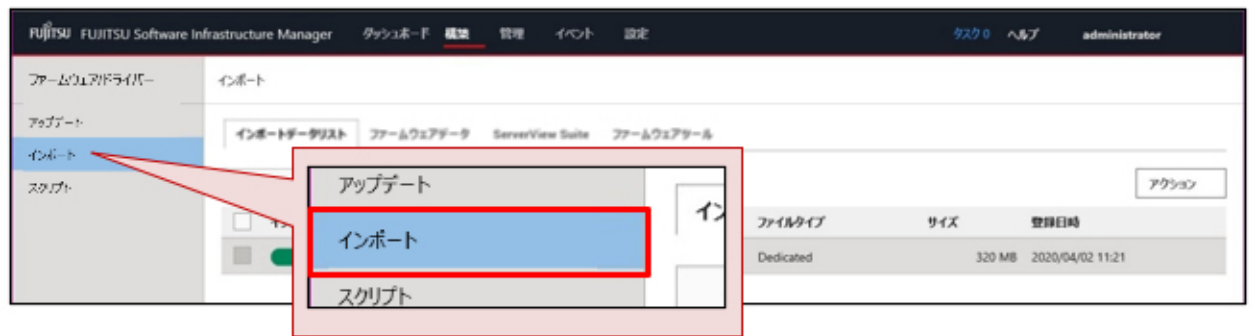 FUJITSU FUJITSU Software Infrastructure Manager ダッシュボード 構築 管理 イベント 設定 タスク 0 ヘルプ administrator
ファームウェア/ドライバー インポート
アップデート
インポートデータリスト ファームウェアデータ ServerView Suite ファームウェアツール
インポート
スクリプト
アクション
アップデート
インポート
スクリプト
ファイルタイプ サイズ 登録日時
Dedicated 320 MB 2020/04/02 11:21